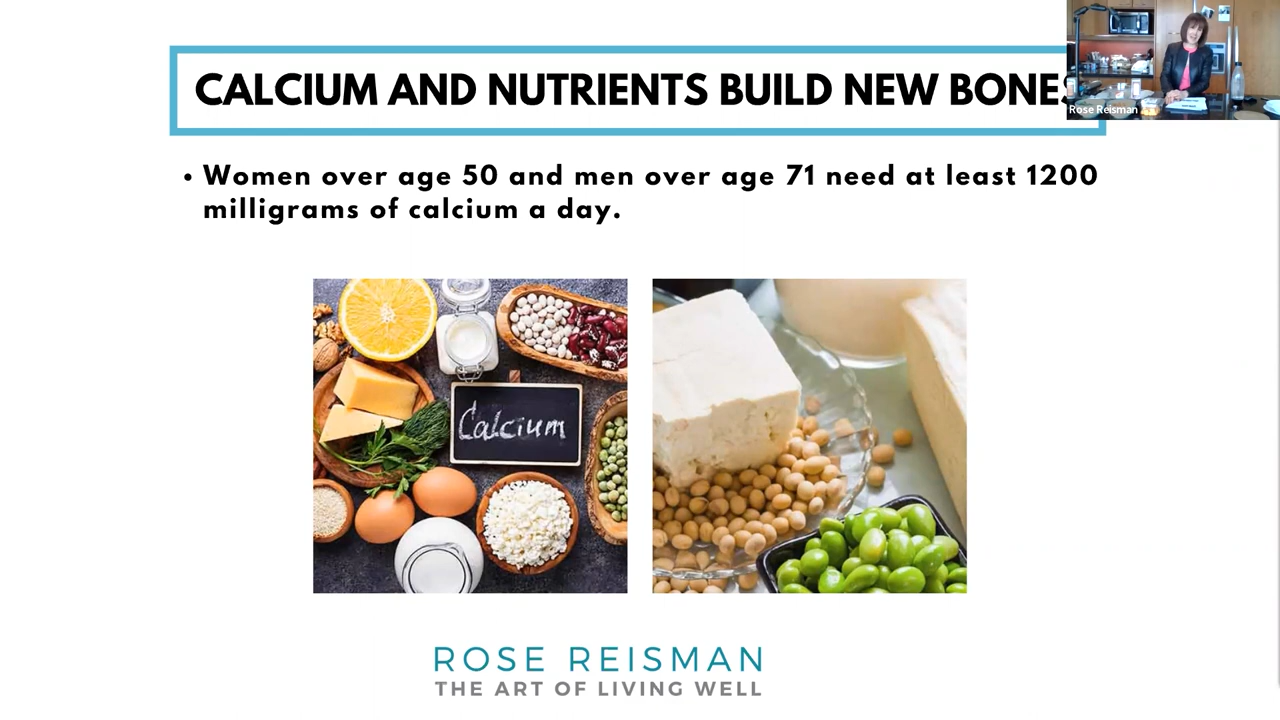 CALCIUM AND NUTRIENTS BUILD NEW BONES
Rose Reisman
• Women over age 50 and men over age 71 need at least 1200
milligrams of calcium a day.
Calcium
ROSE REISMAN
THE ART OF LIVING WELL